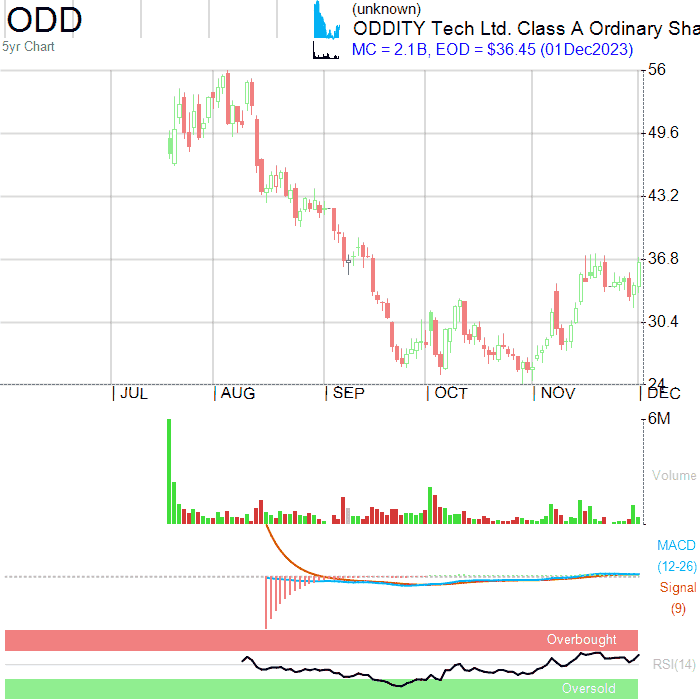 ODD
5yr Chart
(unknown)
ODDITY Tech Ltd. Class A Ordinary Sha
MC = 2.1B, EOD = $36.45 (01Dec2023)
56
49.6
43.2
36.8
30.4
24
JUL AUG SEP OCT NOV DEC
6M
Volume
MACD
(12-26)
Signal
(9)
Overbought
RSI(14)
Oversold